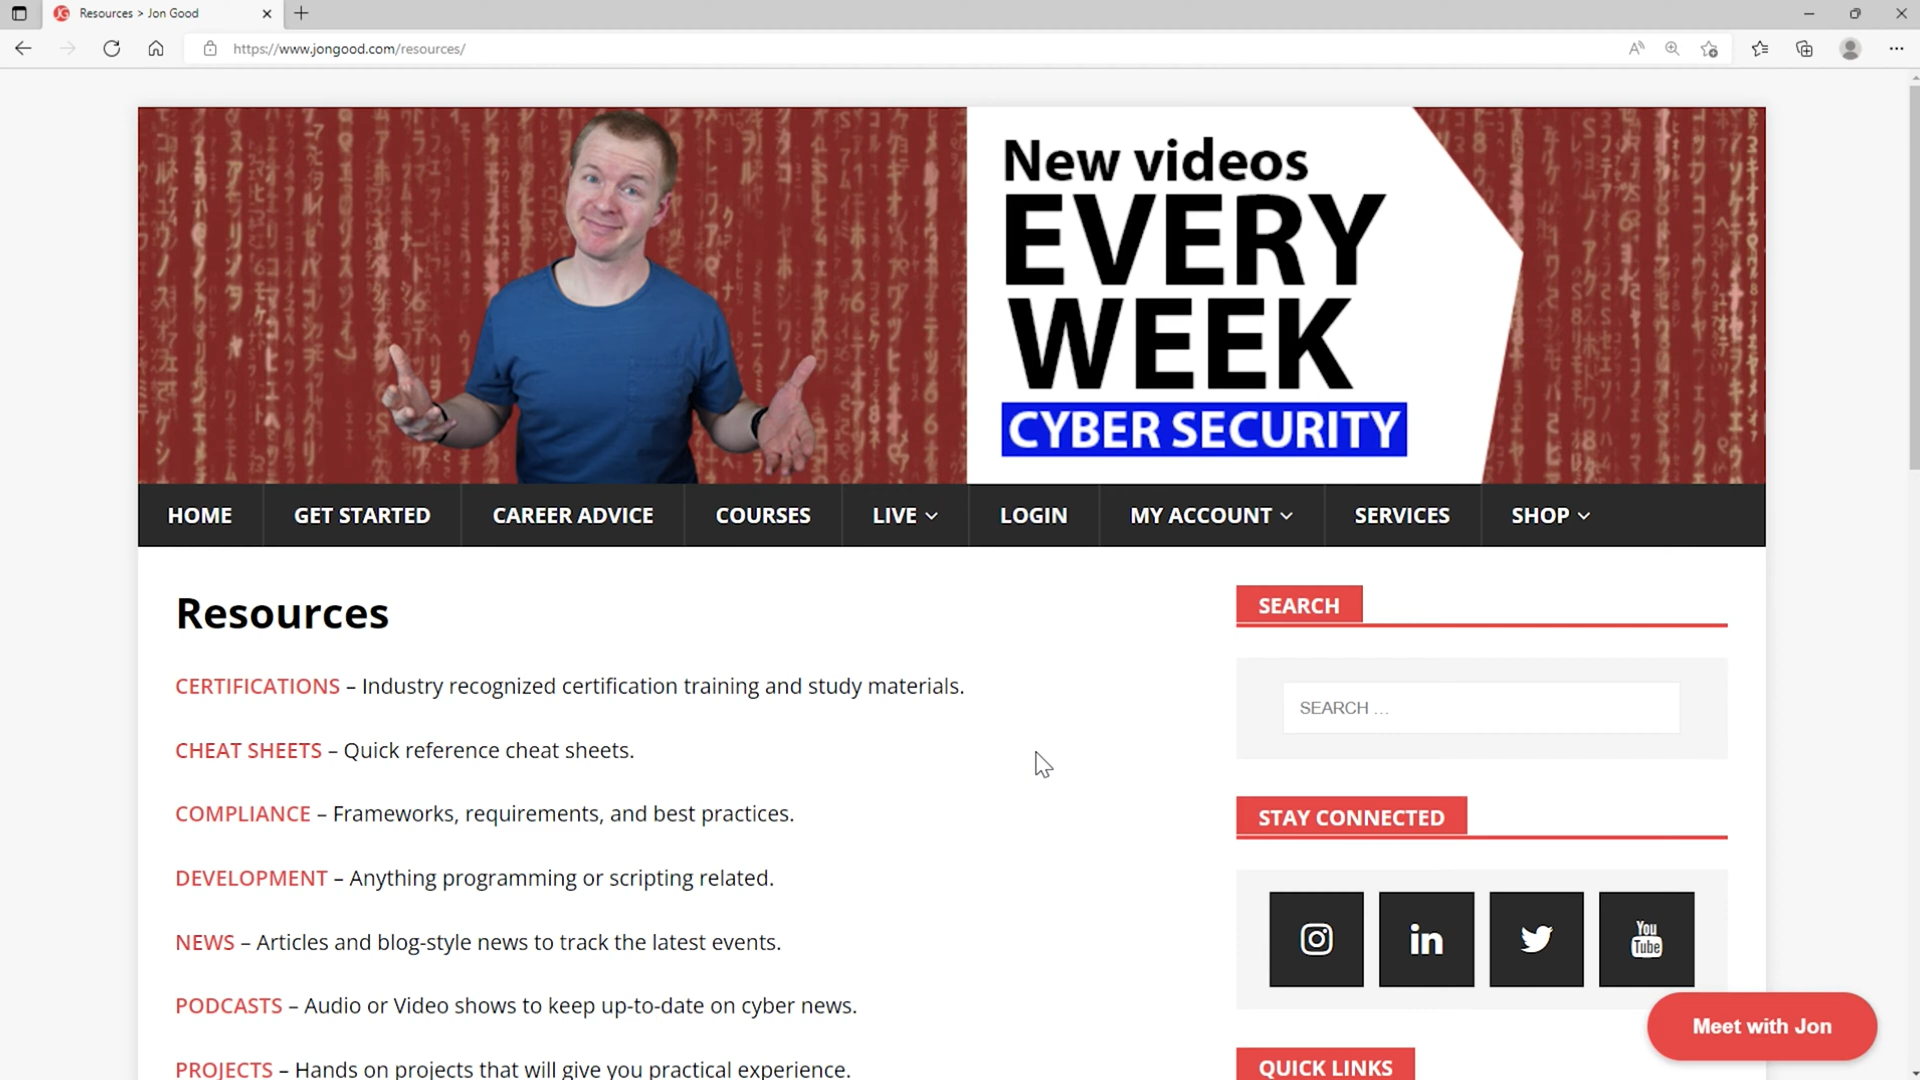 Resources > Jon Good
https://www.jongood.com/resources/
New videos
EVERY
WEEK
CYBER SECURITY
HOME GET STARTED CAREER ADVICE COURSES LIVE LOGIN MY ACCOUNT SERVICES SHOP
Resources
CERTIFICATIONS – Industry recognized certification training and study materials.
CHEAT SHEETS – Quick reference cheat sheets.
COMPLIANCE – Frameworks, requirements, and best practices.
DEVELOPMENT – Anything programming or scripting related.
NEWS – Articles and blog-style news to track the latest events.
PODCASTS – Audio or Video shows to keep up-to-date on cyber news.
PROJECTS – Hands on projects that will give you practical experience.
SEARCH
SEARCH …
STAY CONNECTED
in
You
Tube
Meet with Jon
QUICK LINKS